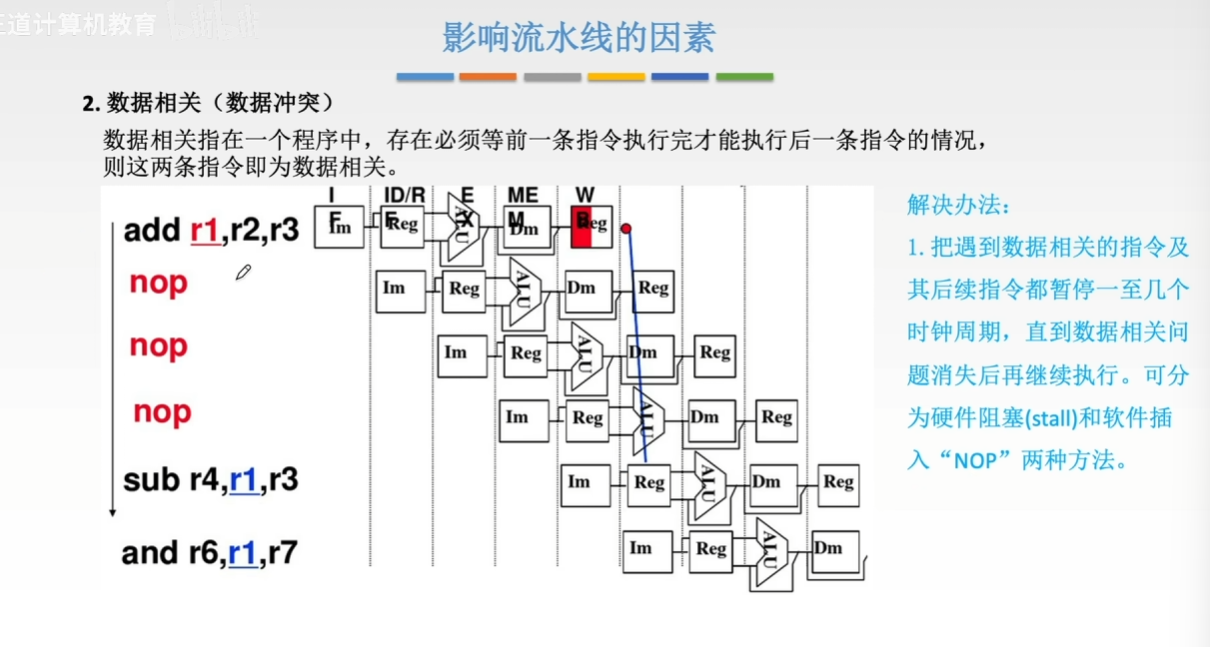 王道计算机教育
影响流水线的因素
2. 数据相关（数据冲突）
数据相关指在一个程序中，存在必须等前一条指令执行完才能执行后一条指令的情况，
则这两条指令即为数据相关。
IF ID/RF EX MEM WB
add r1,r2,r3 Im Reg ALU Dm Reg
nop Im Reg ALU Dm Reg
nop Im Reg ALU Dm Reg
nop Im Reg ALU Dm Reg
sub r4,r1,r3 Im Reg ALU Dm Reg
and r6,r1,r7 Im Reg ALU Dm
解决办法：
1. 把遇到数据相关的指令及
其后续指令都暂停一至几个
时钟周期，直到数据相关问
题消失后再继续执行。可分
为硬件阻塞(stall)和软件插
入“NOP”两种方法。